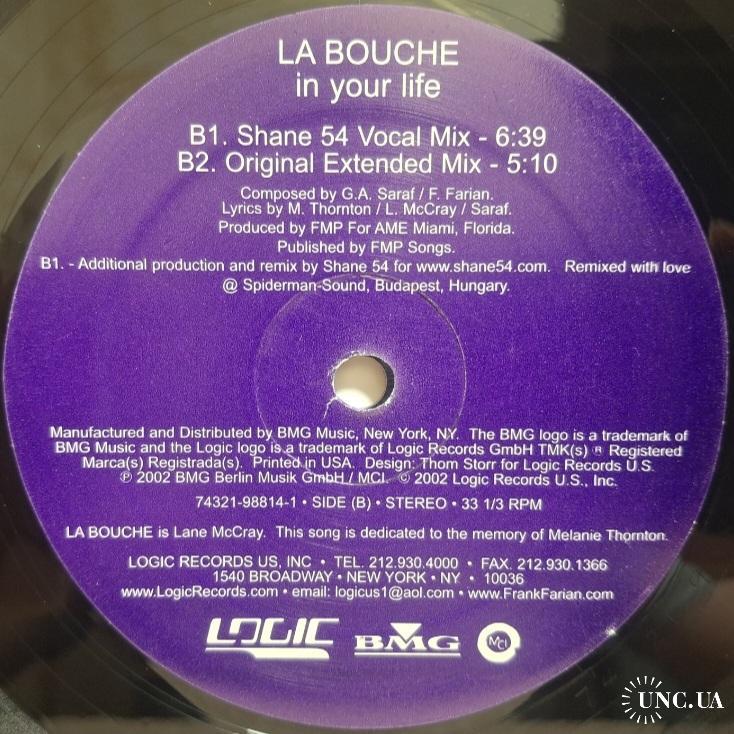 LA BOUCHE
in your life
B1. Shane 54 Vocal Mix - 6:39
B2. Original Extended Mix - 5:10
Composed by G.A. Saraf / F. Farian.
Lyrics by M. Thornton / L. McCray / Saraf.
Produced by FMP For AME Miami, Florida.
Published by FMP Songs.
B1. - Additional production and remix by Shane 54 for www.shane54.com. Remixed with love
@ Spiderman-Sound, Budapest, Hungary.
Manufactured and Distributed by BMG Music, New York, NY. The BMG logo is a trademark of
BMG Music and the Logic logo is a trademark of Logic Records GmbH TMK(s) ® Registered
Marca(s) Registrada(s). Printed in USA. Design: Thom Storr for Logic Records U.S.
℗ 2002 BMG Berlin Musik GmbH / MCI. © 2002 Logic Records U.S., Inc.
74321-98814-1 • SIDE (B) • STEREO • 33 1/3 RPM
LA BOUCHE is Lane McCray. This song is dedicated to the memory of Melanie Thornton.
LOGIC RECORDS US, INC • TEL. 212.930.4000 • FAX. 212.930.1366
1540 BROADWAY • NEW YORK • NY • 10036
www.LogicRecords.com • email: logicus1@aol.com • www.FrankFarian.com
LOGIC BMG MCI
UNC.UA